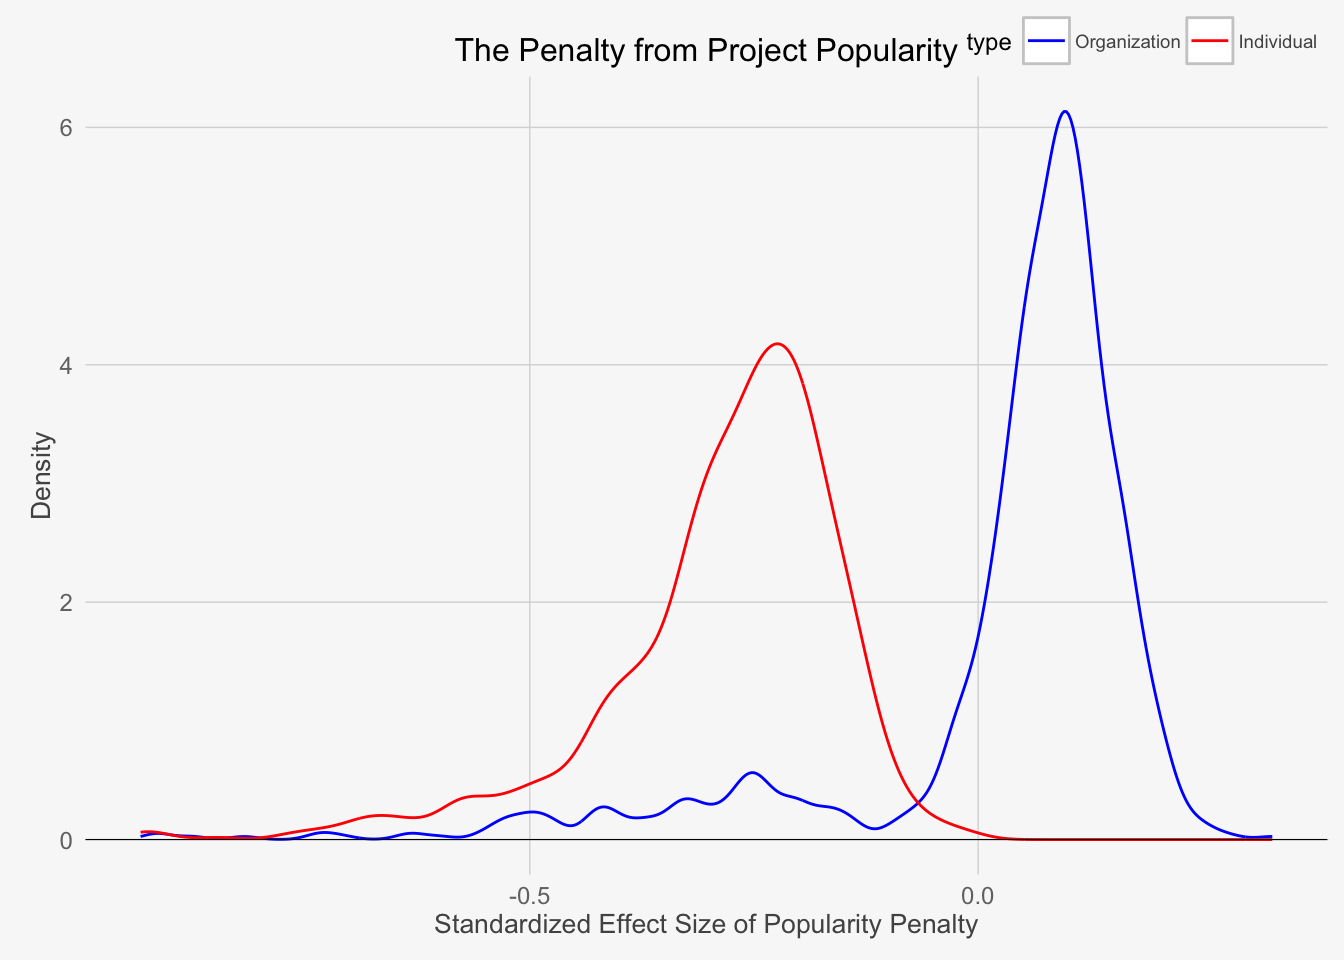 The Penalty from Project Popularity
type Organization Individual
6
4
2
0
Density
-0.5 0.0
Standardized Effect Size of Popularity Penalty